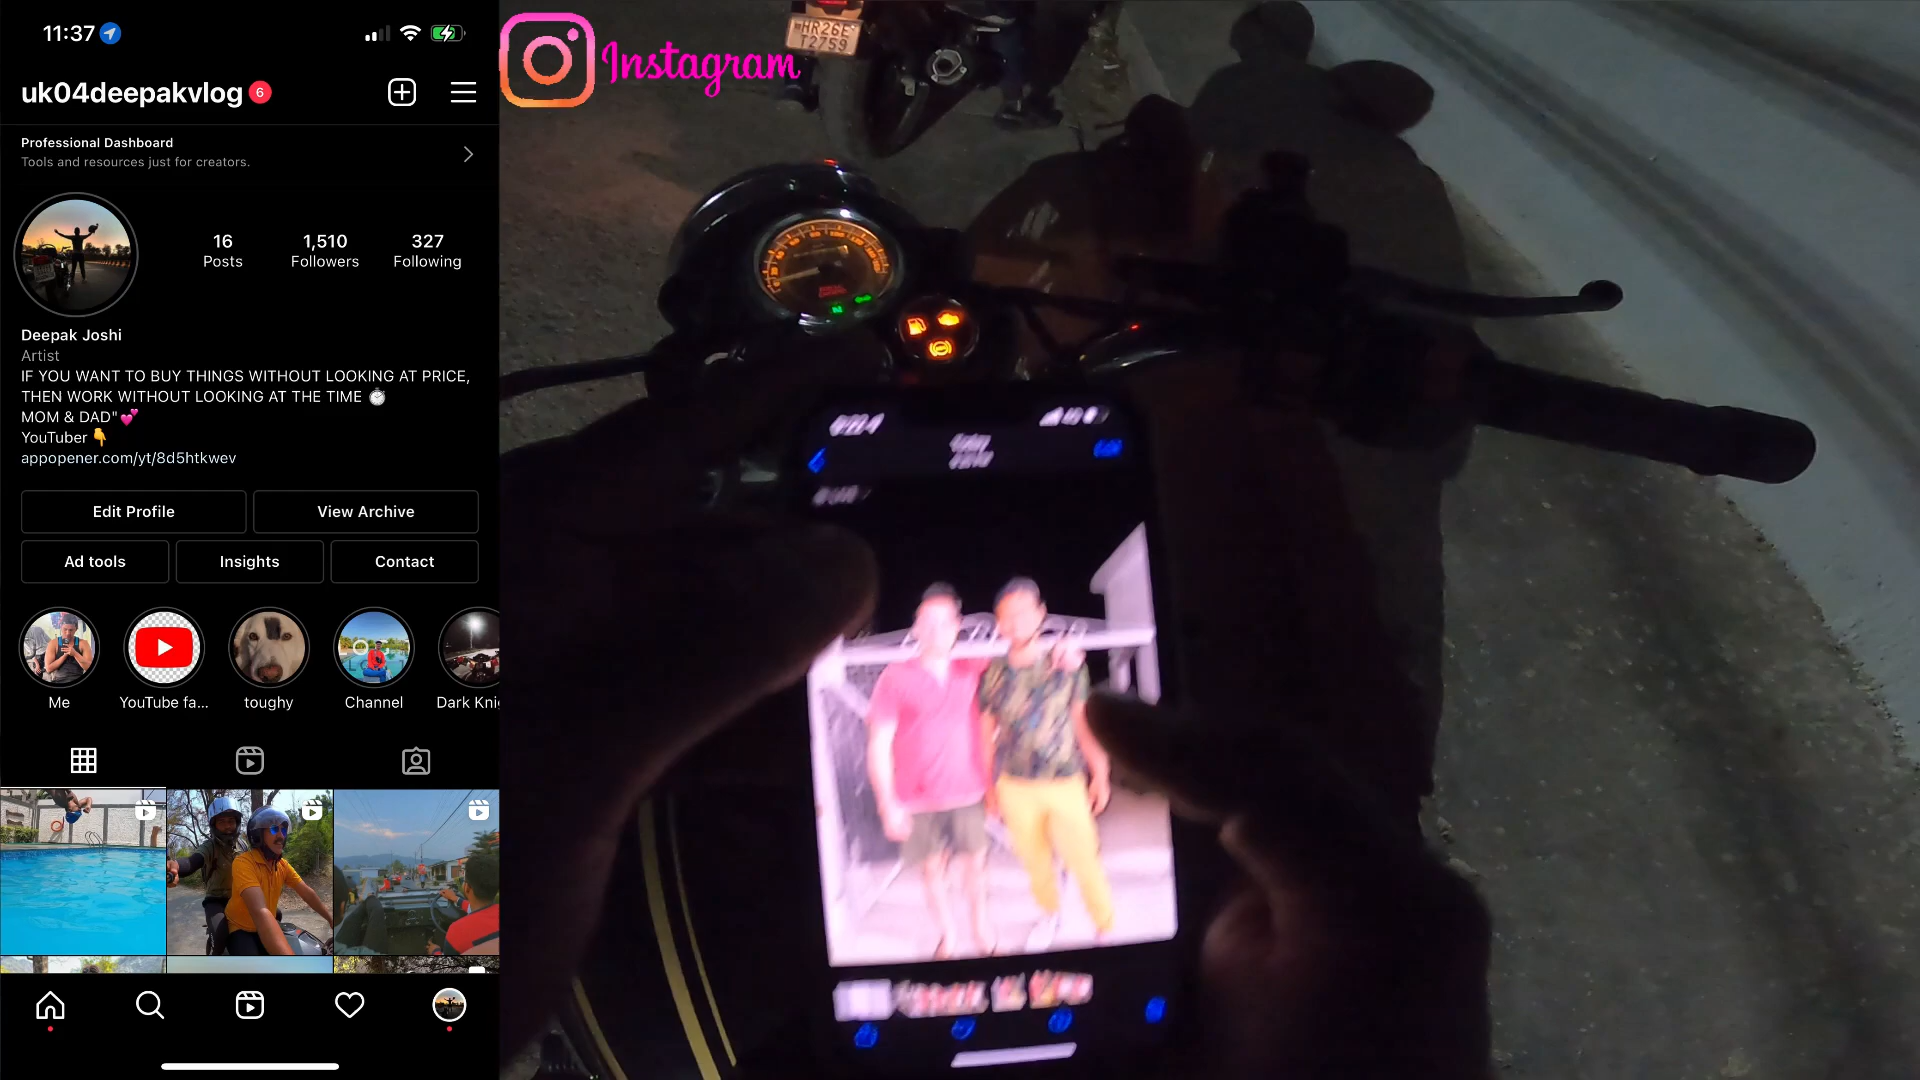 11:37
uk04deepakvlog 6
Professional Dashboard
Tools and resources just for creators.
16
Posts
1,510
Followers
327
Following
Deepak Joshi
Artist
IF YOU WANT TO BUY THINGS WITHOUT LOOKING AT PRICE,
THEN WORK WITHOUT LOOKING AT THE TIME ⏱
MOM & DAD"💕
YouTuber 👇
appopener.com/yt/8d5htkwev
Edit Profile
View Archive
Ad tools
Insights
Contact
Me
YouTube fa...
toughy
Channel
Dark Kni
Instagram
HR26E
T2759